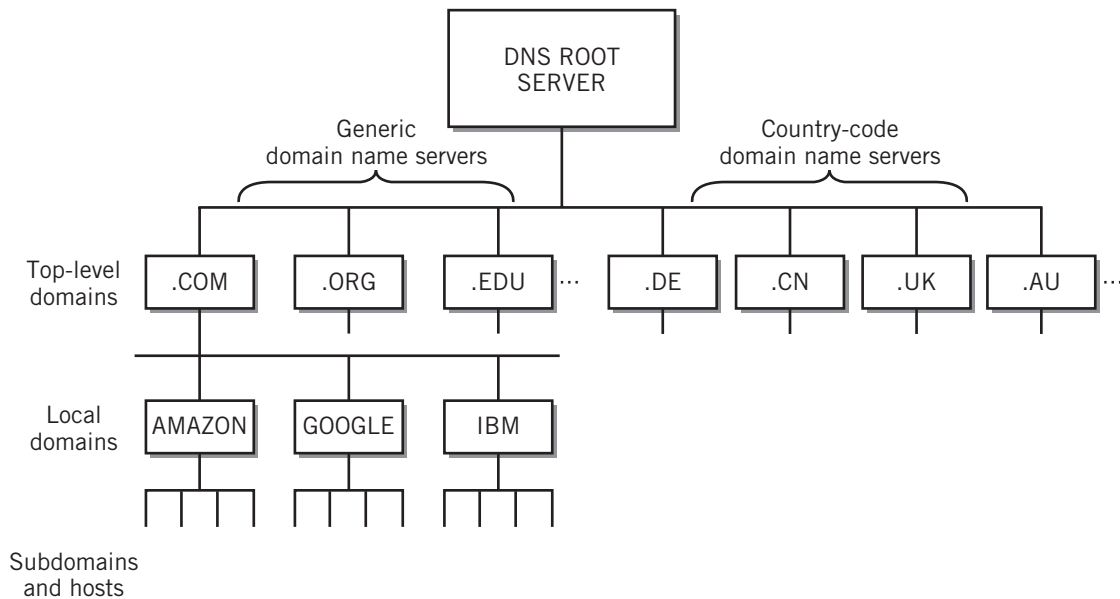 DNS ROOT
SERVER
Generic
domain name servers
Country-code
domain name servers
Top-level
domains
.COM
.ORG
.EDU
...
.DE
.CN
.UK
.AU
...
Local
domains
AMAZON
GOOGLE
IBM
Subdomains
and hosts